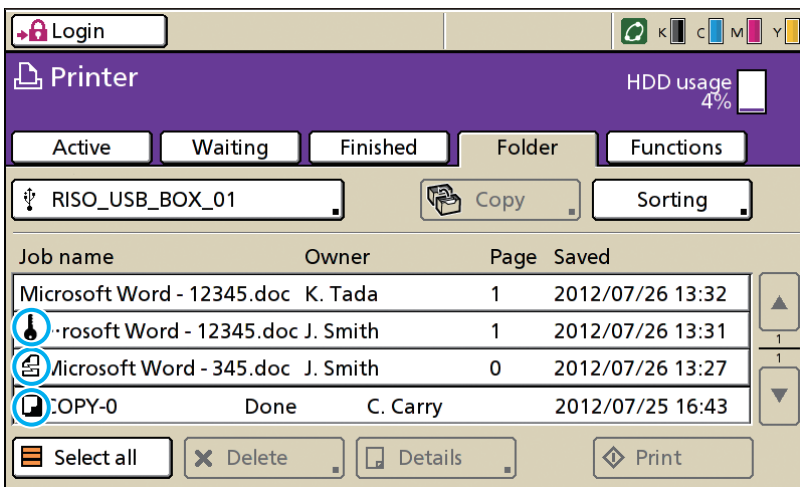 Login K C M Y
Printer
HDD usage
4%
Active Waiting Finished Folder Functions
RISO_USB_BOX_01 Copy Sorting
Job name Owner Page Saved
Microsoft Word - 12345.doc K. Tada 1 2012/07/26 13:32
··rosoft Word - 12345.doc J. Smith 1 2012/07/26 13:31
Microsoft Word - 345.doc J. Smith 0 2012/07/26 13:27
COPY-0 Done C. Carry 2012/07/25 16:43
1
1
Select all Delete Details Print